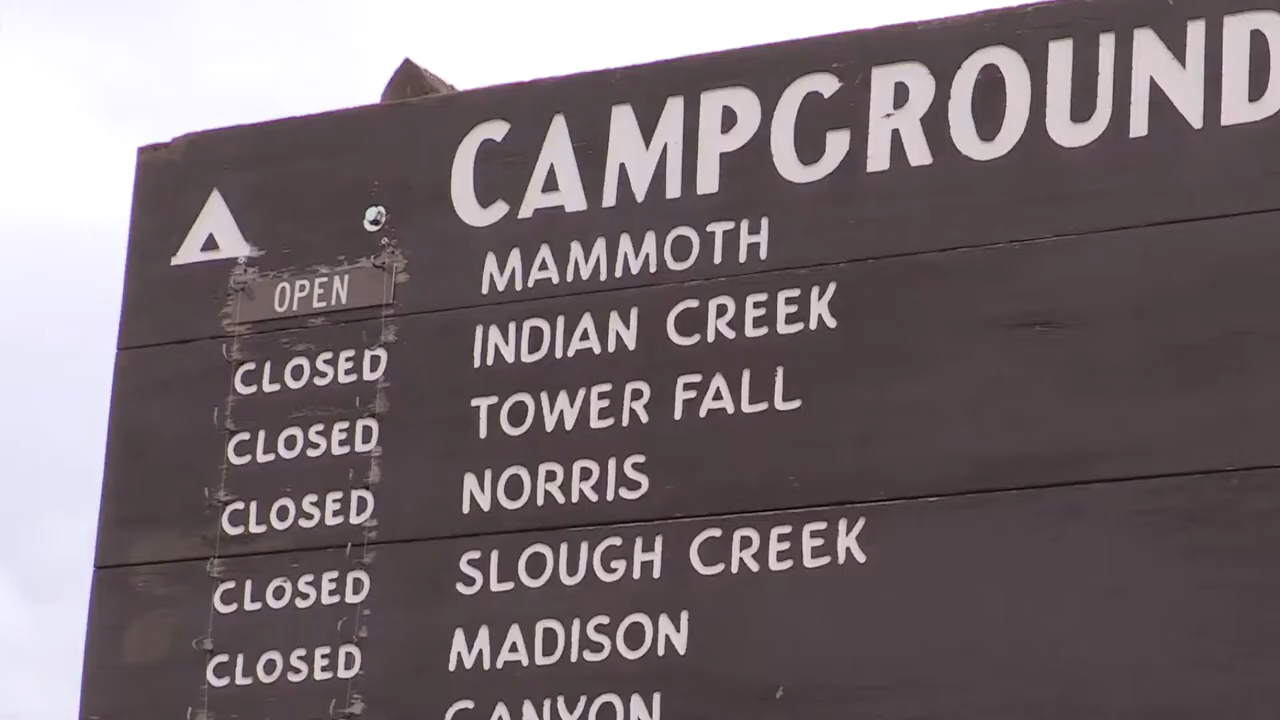 CAMPGROUND
OPEN MAMMOTH
CLOSED INDIAN CREEK
CLOSED TOWER FALL
CLOSED NORRIS
CLOSED SLOUGH CREEK
CLOSED MADISON
CANYON